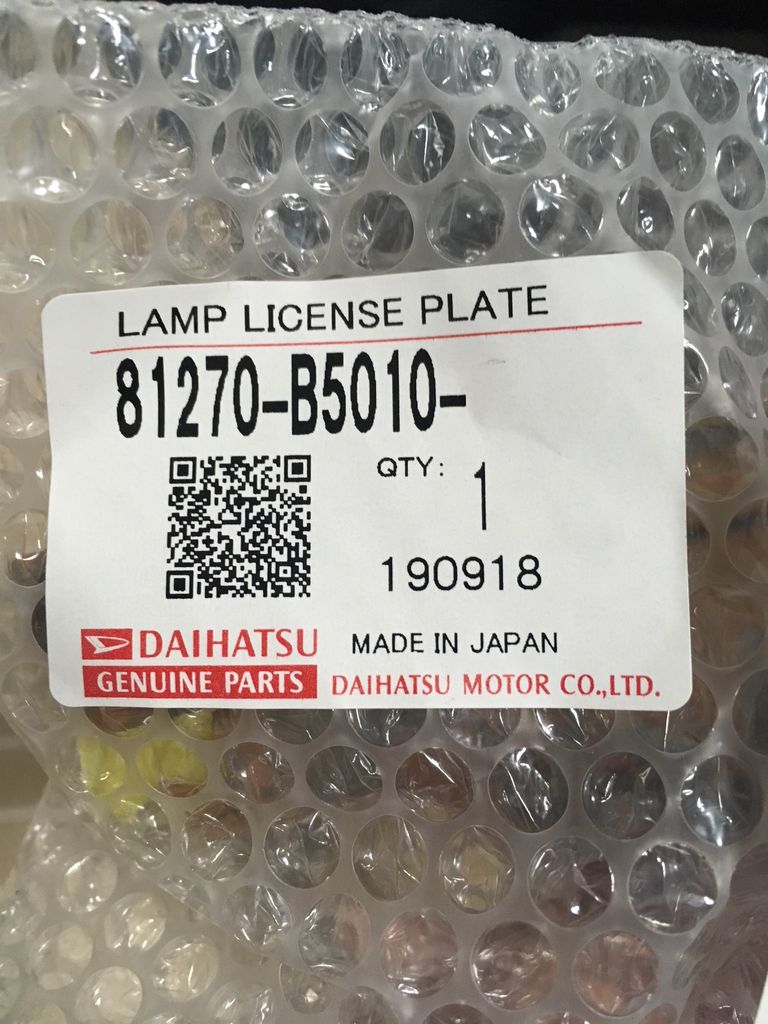 LAMP LICENSE PLATE
81270-B5010-
QTY: 1
190918
DAIHATSU MADE IN JAPAN
GENUINE PARTS DAIHATSU MOTOR CO.,LTD.